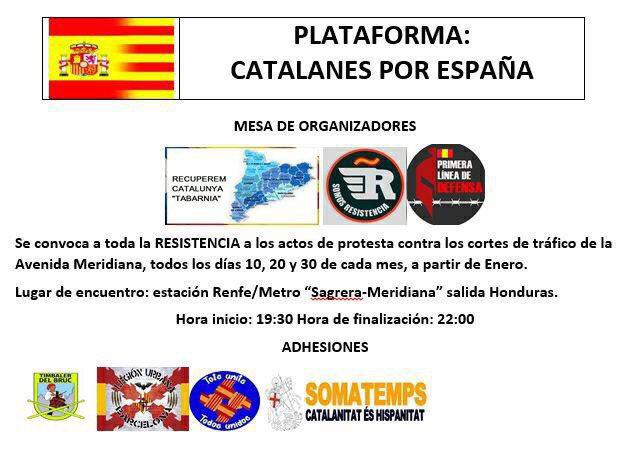 PLATAFORMA:
CATALANES POR ESPAÑA
MESA DE ORGANIZADORES
RECUPEREM
CATALUNYA
"TABARNIA"
R
SOMOS RESISTENCIA
PRIMERA
LÍNEA DE
DEFENSA
Se convoca a toda la RESISTENCIA a los actos de protesta contra los cortes de tráfico de la
Avenida Meridiana, todos los días 10, 20 y 30 de cada mes, a partir de Enero.
Lugar de encuentro: estación Renfe/Metro “Sagrera-Meridiana” salida Honduras.
Hora inicio: 19:30 Hora de finalización: 22:00
ADHESIONES
TIMBALER
DEL BRUC
LEGIÓN URBANA
BARCELONA
Tots units
Todos unidos
SOMATEMPS
CATALANITAT ÉS HISPANITAT